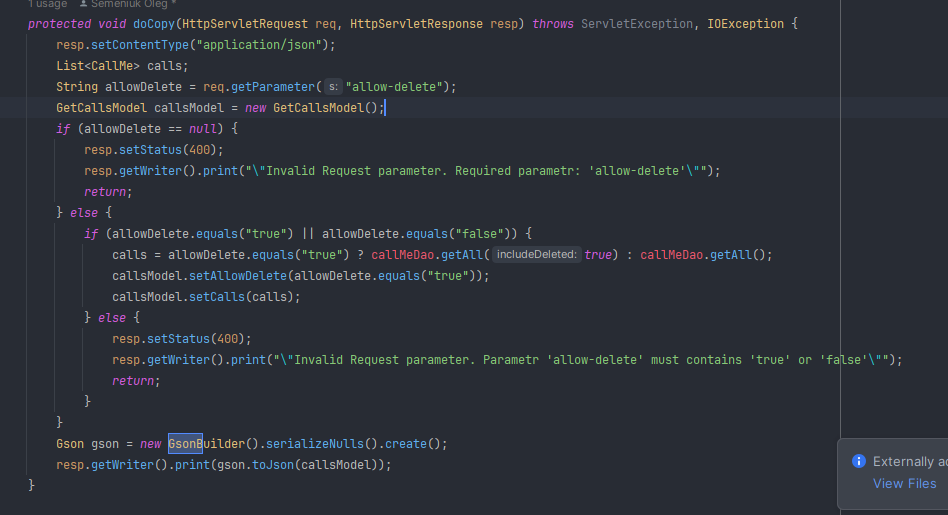 1 usage Semeniuk Oleg *
protected void doCopy(HttpServletRequest req, HttpServletResponse resp) throws ServletException, IOException {
resp.setContentType("application/json");
List<CallMe> calls;
String allowDelete = req.getParameter( s: "allow-delete");
GetCallsModel callsModel = new GetCallsModel();
if (allowDelete == null) {
resp.setStatus(400);
resp.getWriter().print("\"Invalid Request parameter. Required parametr: 'allow-delete'\"");
return;
} else {
if (allowDelete.equals("true") || allowDelete.equals("false")) {
calls = allowDelete.equals("true") ? callMeDao.getAll( includeDeleted: true) : callMeDao.getAll();
callsModel.setAllowDelete(allowDelete.equals("true"));
callsModel.setCalls(calls);
} else {
resp.setStatus(400);
resp.getWriter().print("\"Invalid Request parameter. Parametr 'allow-delete' must contains 'true' or 'false'\"");
return;
}
}
Gson gson = new GsonBuilder().serializeNulls().create();
resp.getWriter().print(gson.toJson(callsModel));
}
Externally
View Files